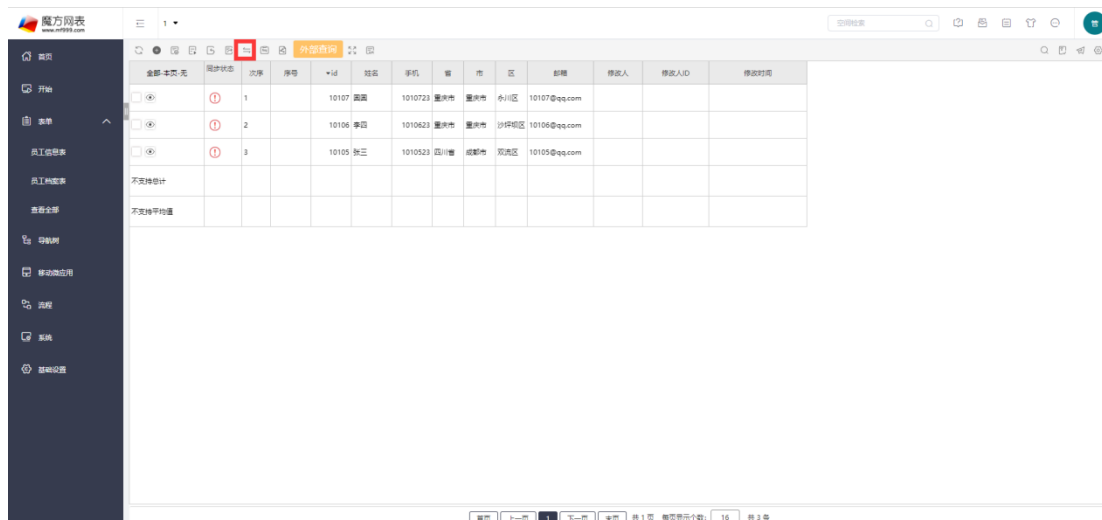 魔方网表
www.mf999.com
1
空间检索
首页
开始
表单
员工信息表
员工档案表
查看全部
导航树
移动微应用
流程
系统
基础设置
外部查询
全部-本页-无 同步状态 次序 序号 id 姓名 手机 省 市 区 邮箱 修改人 修改人ID 修改时间
1 10107 圆圆 1010723 重庆市 重庆市 永川区 10107@qq.com
2 10106 李四 1010623 重庆市 重庆市 沙坪坝区 10106@qq.com
3 10105 张三 1010523 四川省 成都市 双流区 10105@qq.com
不支持总计
不支持平均值
首页 上一页 1 下一页 末页 共 1 页 每页显示个数: 16 共 3 条